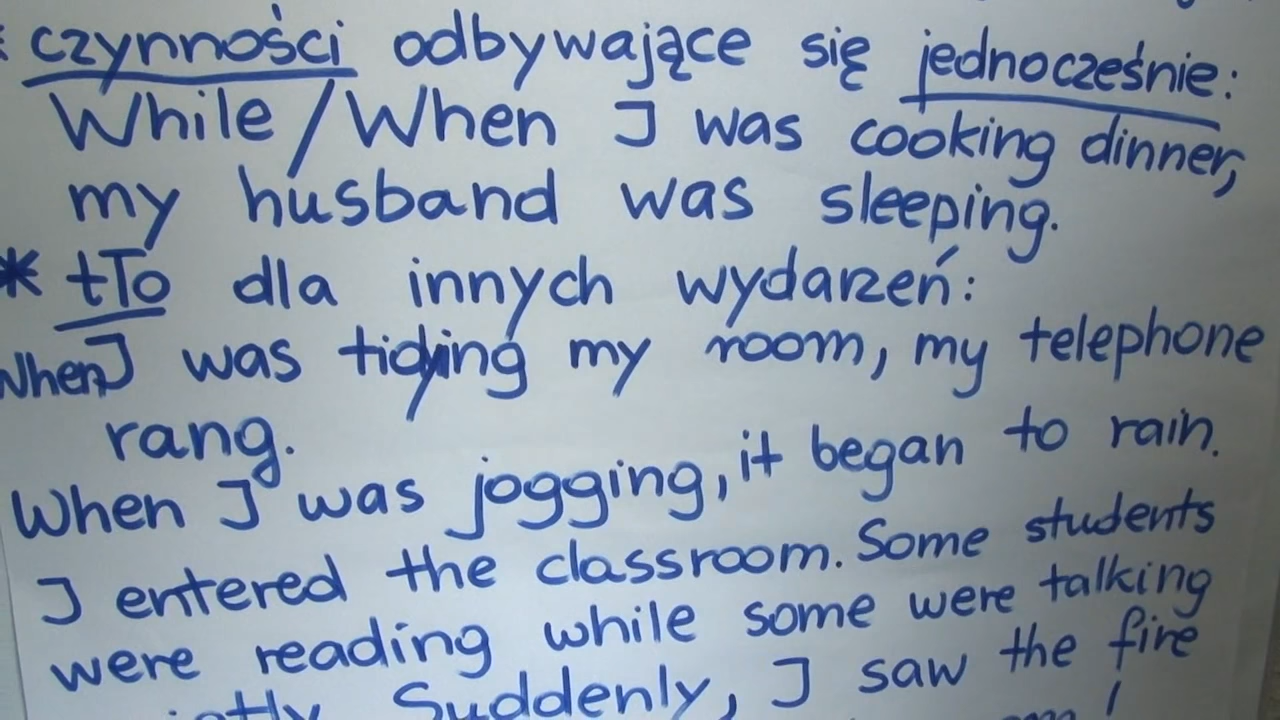 * czynności odbywające się jednocześnie:
While/When I was cooking dinner,
my husband was sleeping.
* tło dla innych wydarzeń:
When I was tidying my room, my telephone
rang.
When I was jogging, it began to rain.
I entered the classroom. Some students
were reading while some were talking
Suddenly, I saw the fire